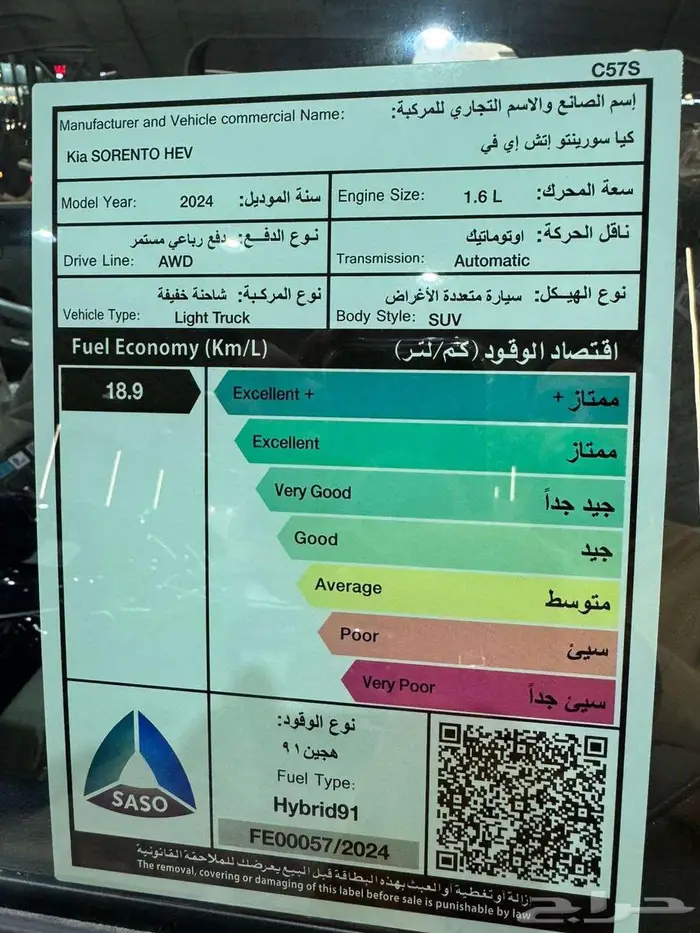 C57S
Manufacturer and Vehicle commercial Name: إسم الصانع والاسم التجاري للمركبة:
Kia SORENTO HEV كيا سورينتو إتش إي في
Model Year: 2024 سنة الموديل:
Engine Size: 1.6 L سعة المحرك:
نوع الدفع: دفع رباعي مستمر
Drive Line: AWD
ناقل الحركة: اوتوماتيك
Transmission: Automatic
نوع المركبة: شاحنة خفيفة
Vehicle Type: Light Truck
نوع الهيكل: سيارة متعددة الأغراض
Body Style: SUV
Fuel Economy (Km/L) اقتصاد الوقود (كم/لتر)
18.9
Excellent + ممتاز +
Excellent ممتاز
Very Good جيد جداً
Good جيد
Average متوسط
Poor سيئ
Very Poor سيئ جداً
SASO
نوع الوقود:
هجين ٩١
Fuel Type:
Hybrid91
FE00057/2024
إزالة أو تغطية أو العبث بهذه البطاقة قبل البيع يعرضك للملاحقة القانونية
The removal, covering or damaging of this label before sale is punishable by law
حراج